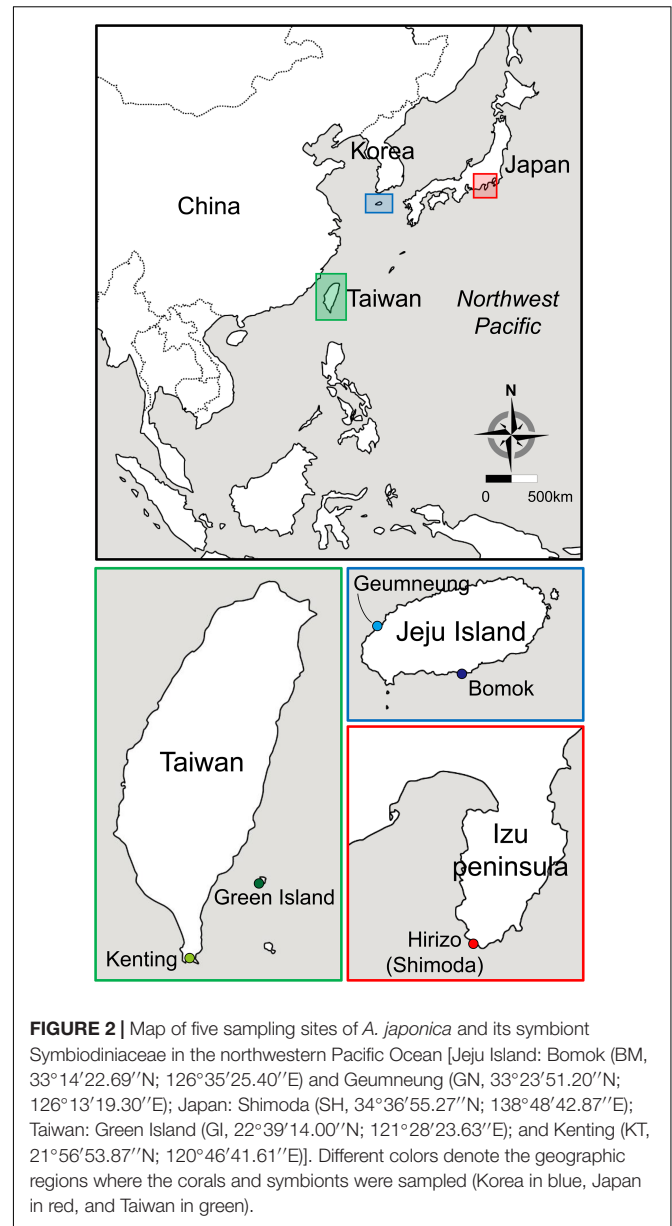 Korea
Japan
China
Taiwan
Northwest
Pacific
N
0 500km
Taiwan
Green Island
Kenting
Geumneung
Jeju Island
Bomok
Izu
peninsula
Hirizo
(Shimoda)
FIGURE 2 | Map of five sampling sites of A. japonica and its symbiont
Symbiodiniaceae in the northwestern Pacific Ocean [Jeju Island: Bomok (BM,
33°14′22.69′′N; 126°35′25.40′′E) and Geumneung (GN, 33°23′51.20′′N;
126°13′19.30′′E); Japan: Shimoda (SH, 34°36′55.27′′N; 138°48′42.87′′E);
Taiwan: Green Island (GI, 22°39′14.00′′N; 121°28′23.63′′E); and Kenting (KT,
21°56′53.87′′N; 120°46′41.61′′E)]. Different colors denote the geographic
regions where the corals and symbionts were sampled (Korea in blue, Japan
in red, and Taiwan in green).